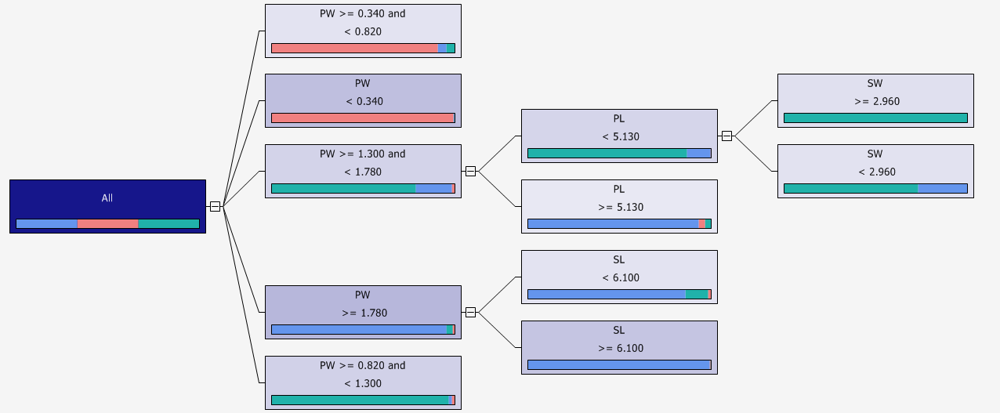 All
PW >= 0.340 and
< 0.820
PW
< 0.340
PW >= 1.300 and
< 1.780
PW
>= 1.780
PW >= 0.820 and
< 1.300
PL
< 5.130
PL
>= 5.130
SL
< 6.100
SL
>= 6.100
SW
>= 2.960
SW
< 2.960